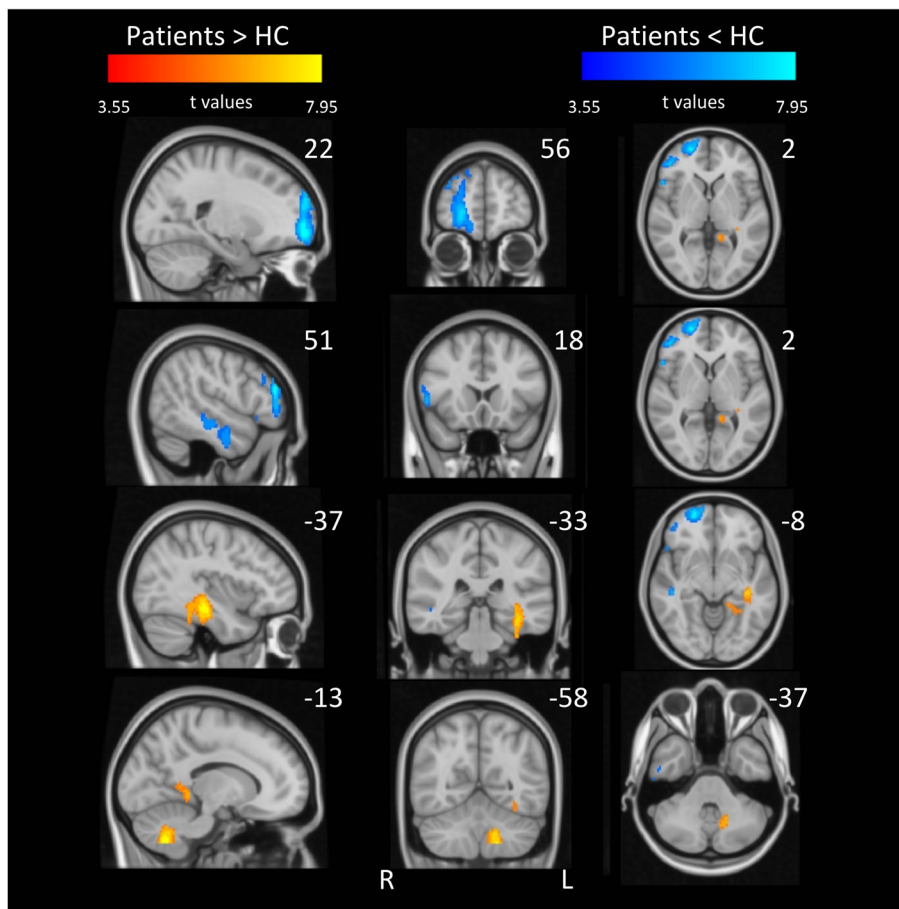 Patients > HC
Patients < HC
3.55 t values 7.95
3.55 t values 7.95
22
56
2
51
18
2
-37
-33
-8
-13
-58
-37
R L